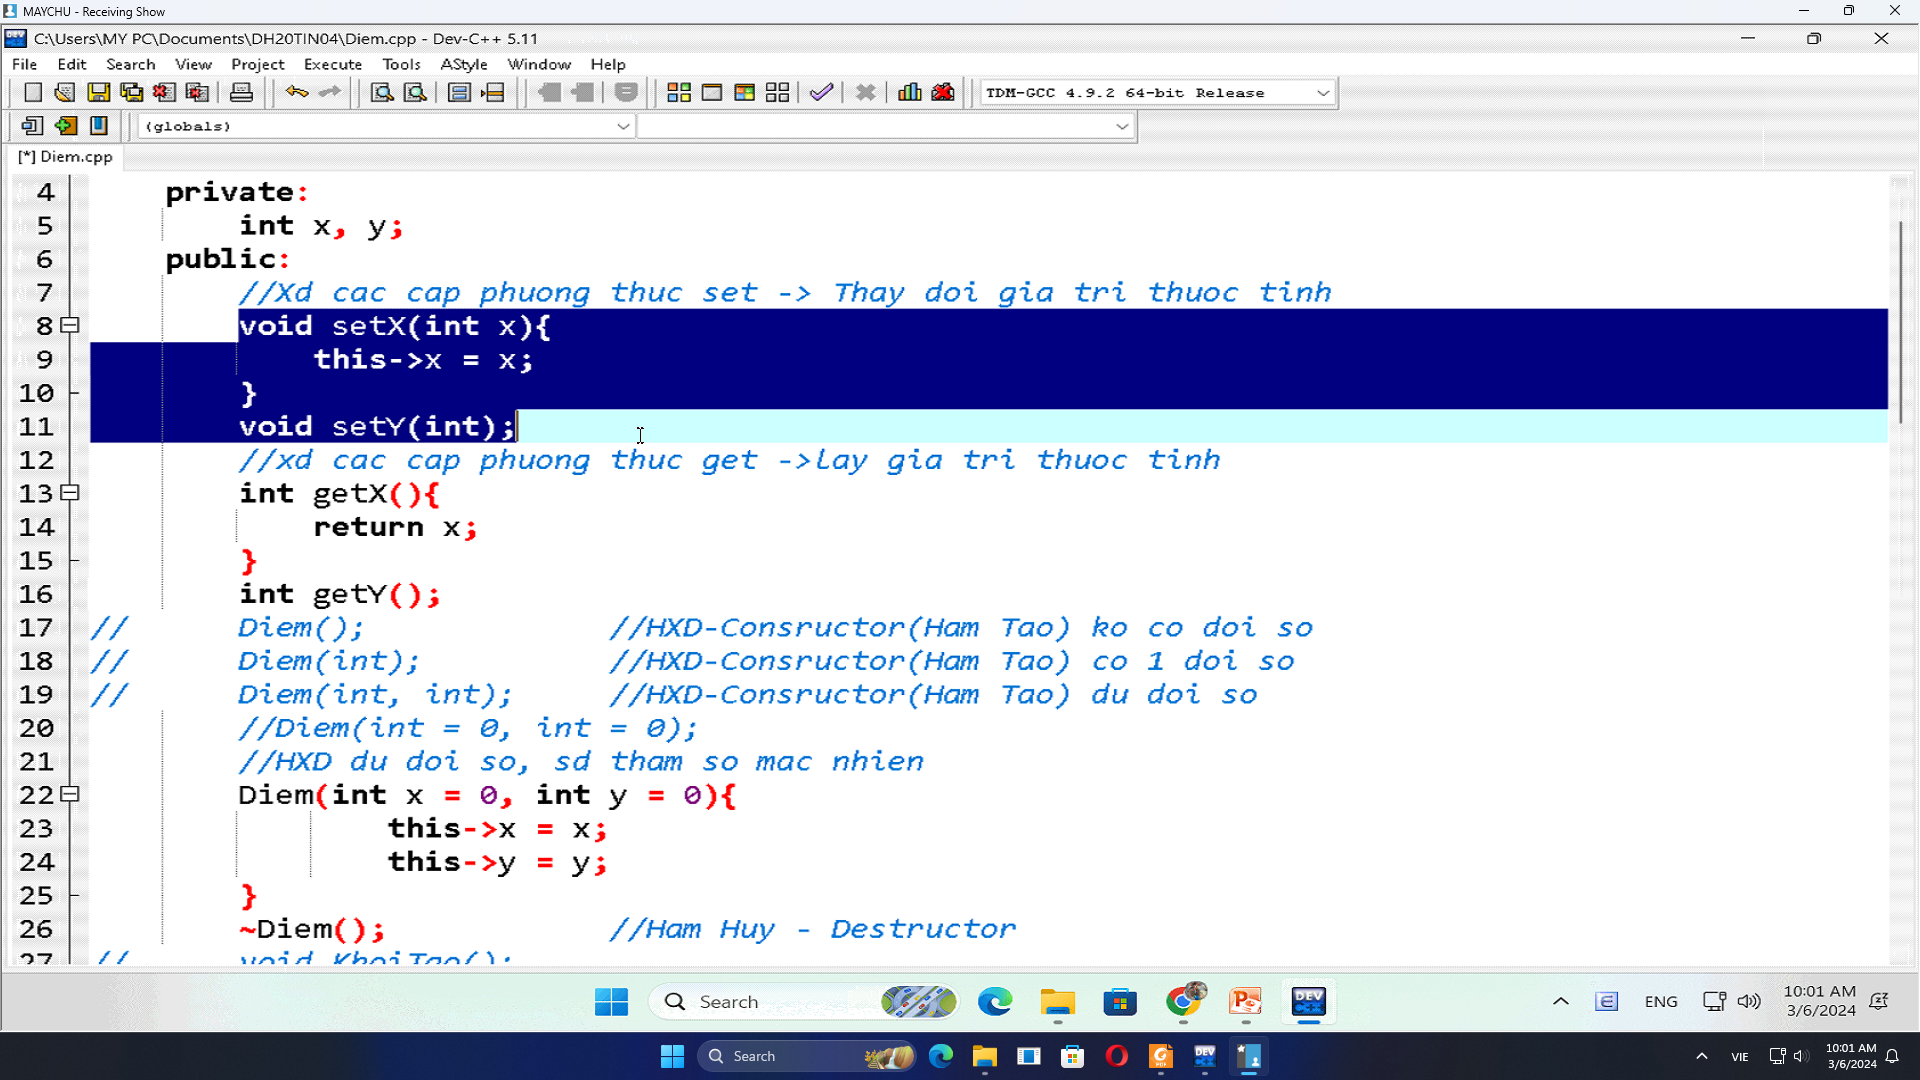 MAYCHU - Receiving Show
C:\Users\MY PC\Documents\DH20TIN04\Diem.cpp - Dev-C++ 5.11
File Edit Search View Project Execute Tools AStyle Window Help
TDM-GCC 4.9.2 64-bit Release
(globals)
[*] Diem.cpp
4 private:
5 int x, y;
6 public:
7 //Xd cac cap phuong thuc set -> Thay doi gia tri thuoc tinh
8 void setX(int x){
9 this->x = x;
10 }
11 void setY(int);
12 //xd cac cap phuong thuc get ->lay gia tri thuoc tinh
13 int getX(){
14 return x;
15 }
16 int getY();
17 // Diem(); //HXD-Consructor(Ham Tao) ko co doi so
18 // Diem(int); //HXD-Consructor(Ham Tao) co 1 doi so
19 // Diem(int, int); //HXD-Consructor(Ham Tao) du doi so
20 //Diem(int = 0, int = 0);
21 //HXD du doi so, sd tham so mac nhien
22 Diem(int x = 0, int y = 0){
23 this->x = x;
24 this->y = y;
25 }
26 ~Diem(); //Ham Huy - Destructor
27 // void KhoiTao();
Search DEV ENG 10:01 AM
3/6/2024
Search DEV VIE 10:01 AM
3/6/2024